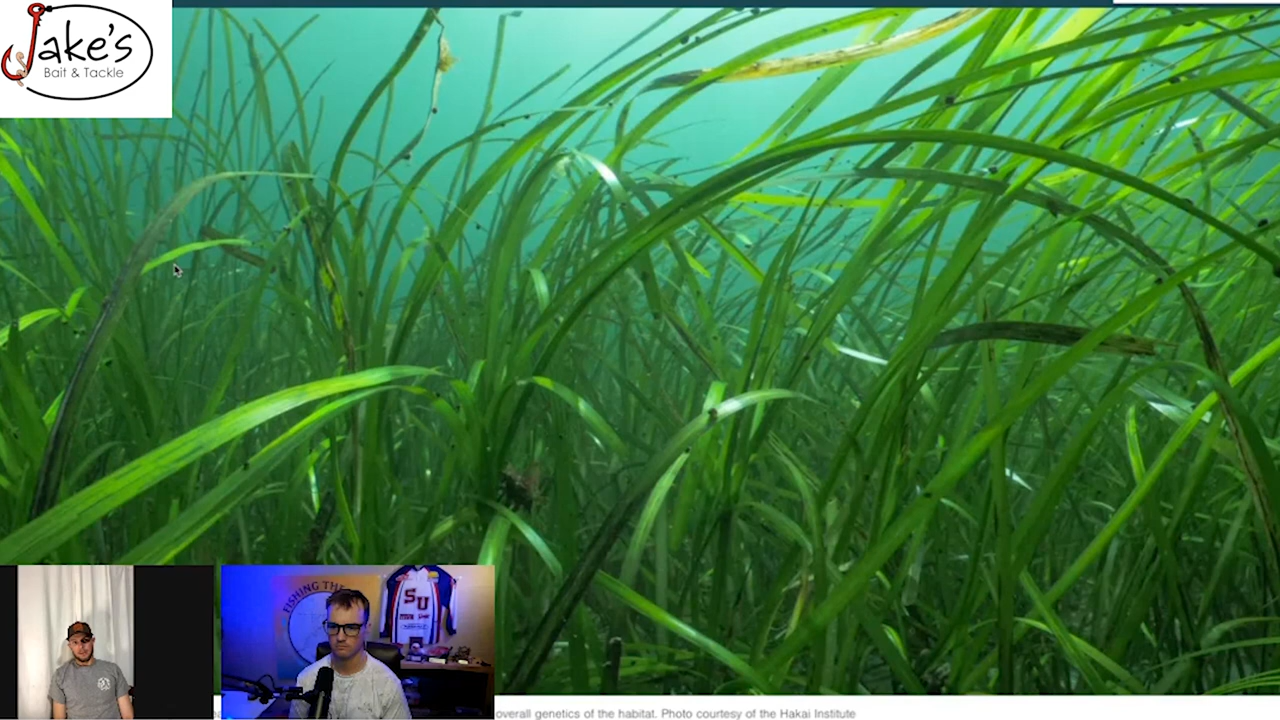 Jake's
Bait & Tackle
FISHING THE
SU
overall genetics of the habitat. Photo courtesy of the Hakai Institute